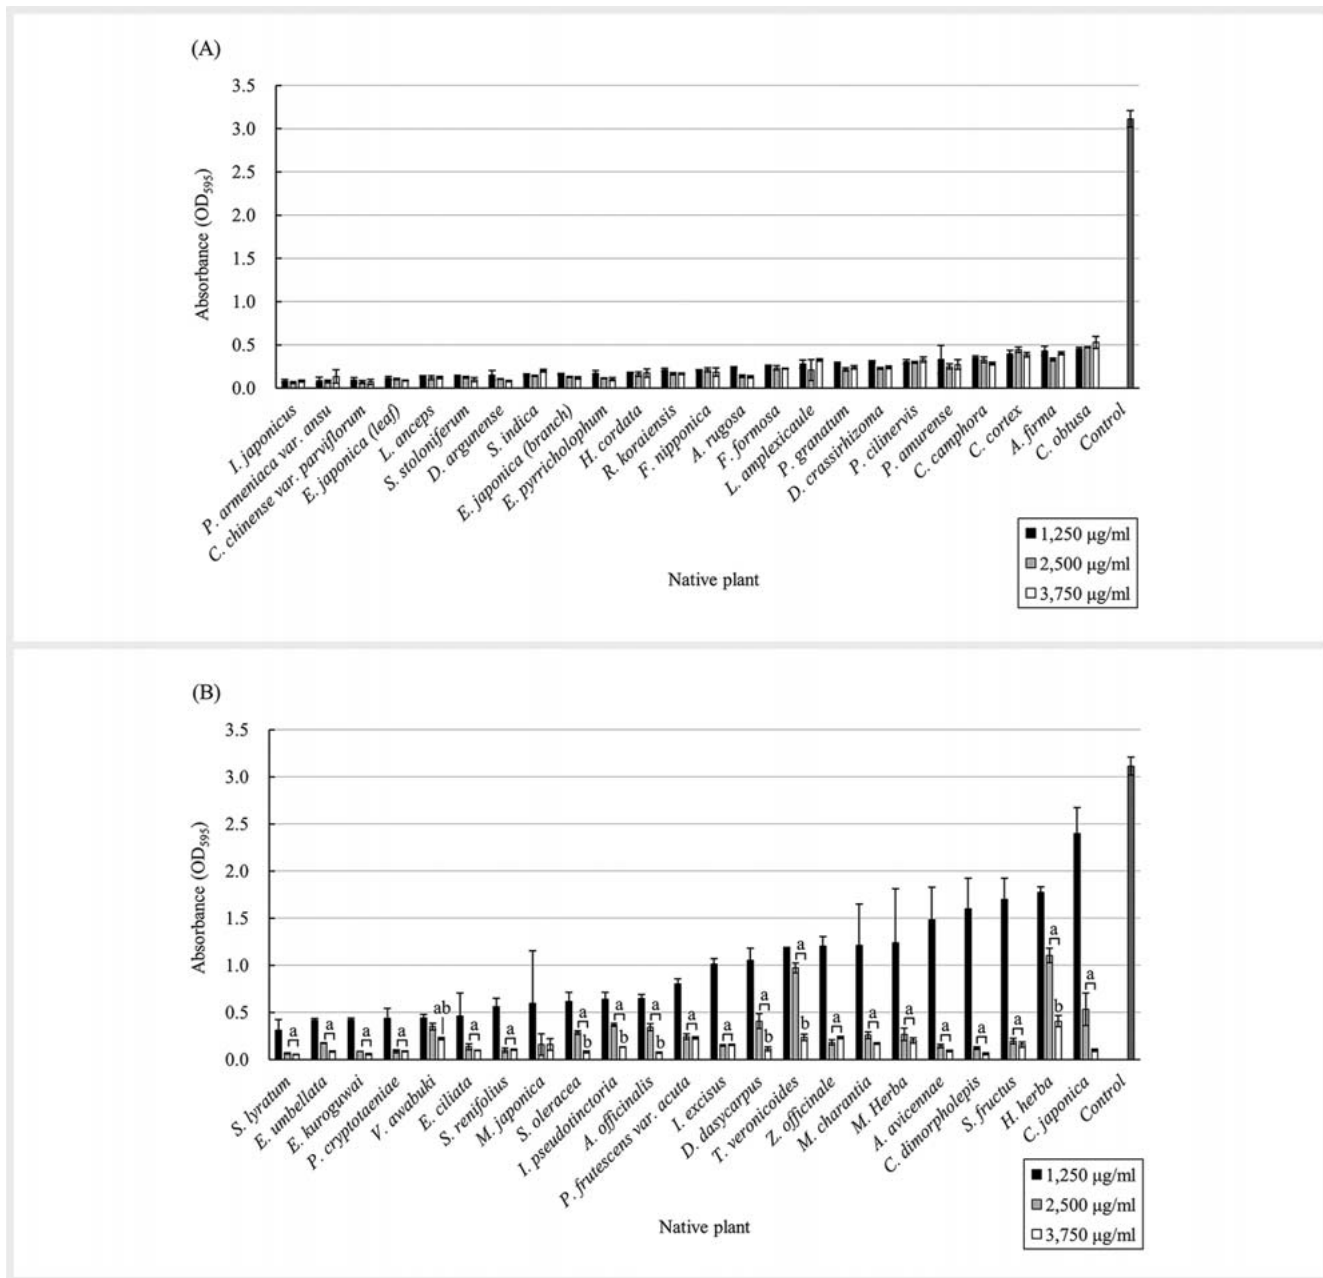 (A)
3.5
3.0
2.5
2.0
1.5
1.0
0.5
0.0
Absorbance (OD595)
I. japonicus
P. armeniaca var. ansu
C. chinense var. parviflorum
E. japonica (leaf)
L. anceps
S. stoloniferum
D. argunense
S. indica
E. japonica (branch)
E. pyrricholophum
H. cordata
R. koraiensis
F. nipponica
A. rugosa
F. formosa
L. amplexicaule
P. granatum
D. crassirhizoma
P. cilinervis
P. amurense
C. camphora
C. cortex
A. firma
C. obtusa
Control
Native plant
1,250 μg/ml
2,500 μg/ml
3,750 μg/ml
(B)
3.5
3.0
2.5
2.0
1.5
1.0
0.5
0.0
Absorbance (OD595)
a
a
a
a
ab
a
a
a
b
a
a
b
a
a
a
b
a
b
a
a
a
a
a
a
a
b
a
S. lyratum
E. umbellata
E. kuroguwai
P. cryptotaeniae
V. awabuki
E. ciliata
S. renifolius
M. japonica
S. oleracea
I. pseudotinctoria
A. officinalis
P. frutescens var. acuta
I. excisus
D. dasycarpus
T. veronicoides
Z. officinale
M. charantia
M. Herba
A. avicennae
C. dimorpholepis
S. fructus
H. herba
C. japonica
Control
Native plant
1,250 μg/ml
2,500 μg/ml
3,750 μg/ml